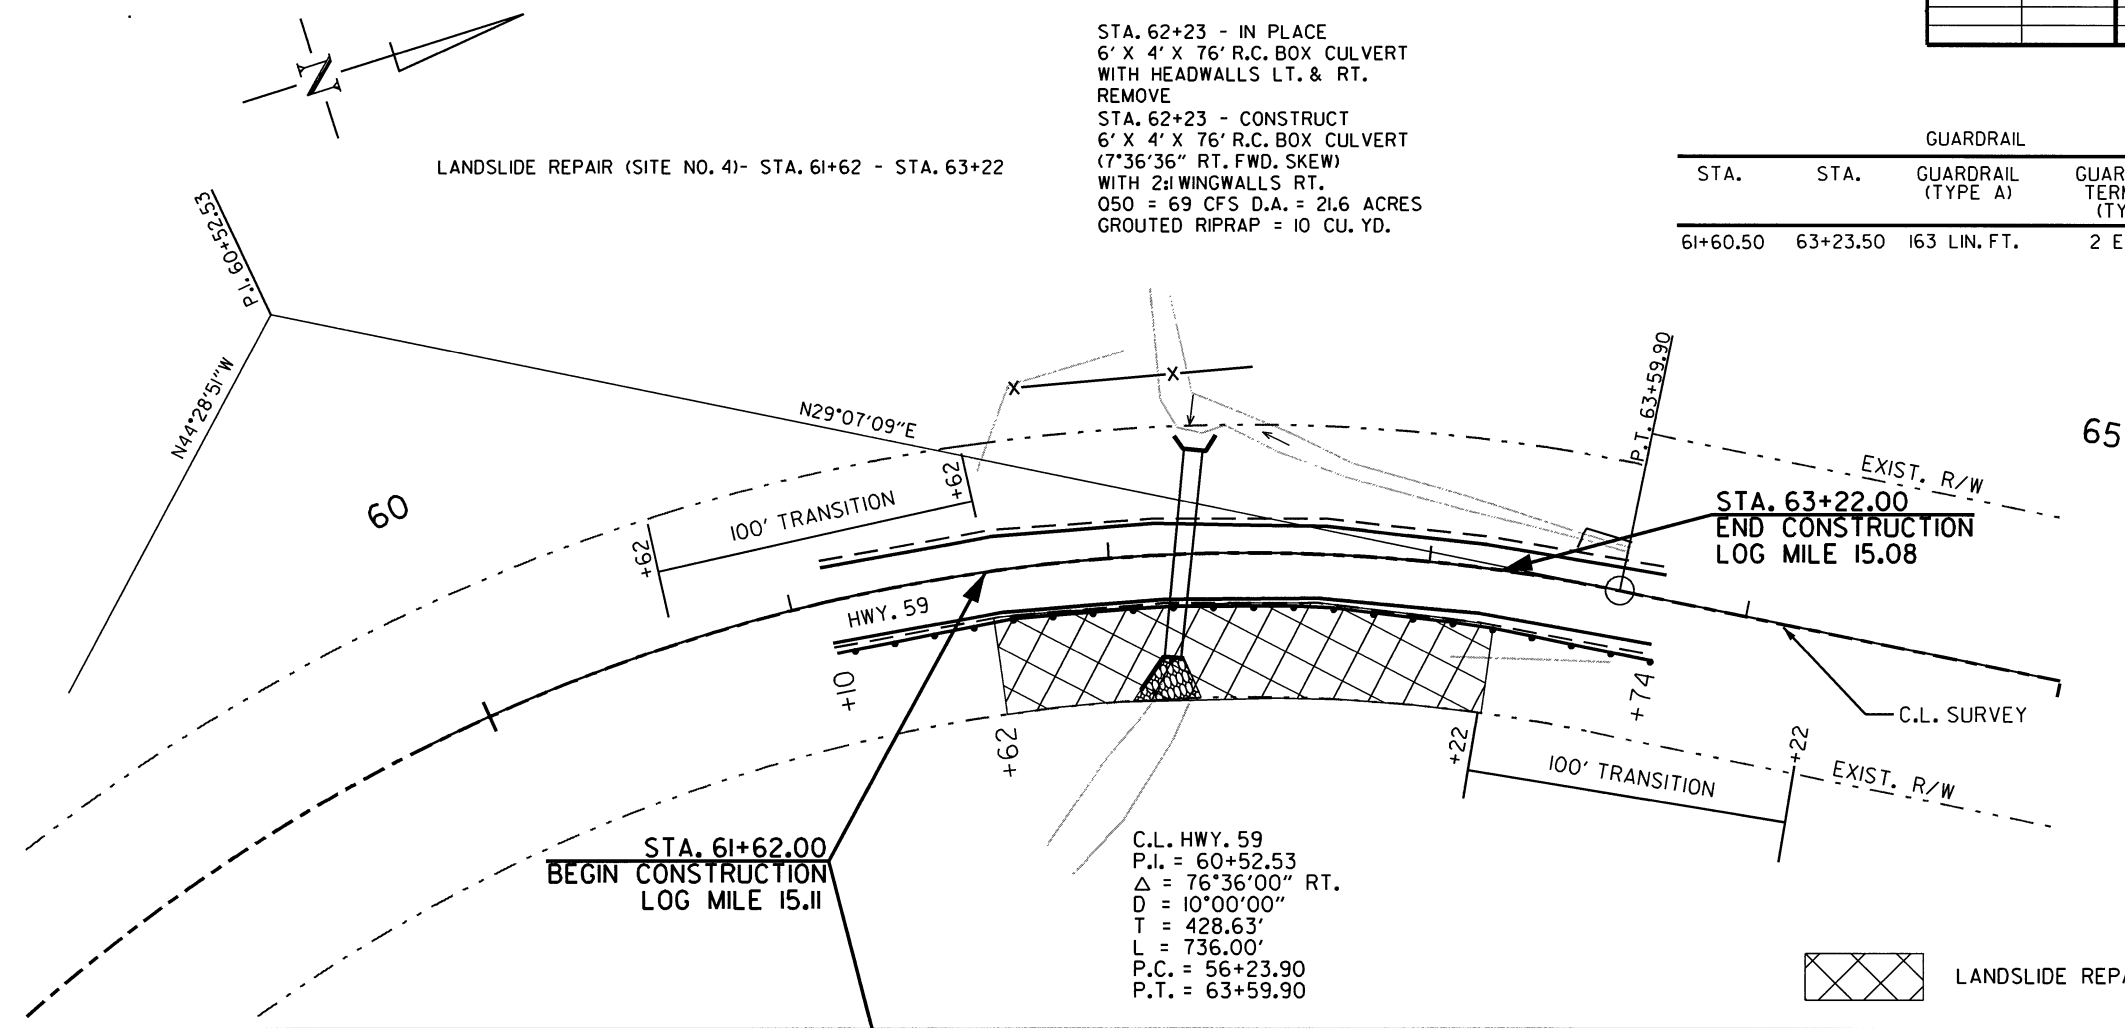 N
STA. 62+23 - IN PLACE
6' X 4' X 76' R.C. BOX CULVERT
WITH HEADWALLS LT. & RT.
REMOVE
STA. 62+23 - CONSTRUCT
6' X 4' X 76' R.C. BOX CULVERT
(7°36'36" RT. FWD. SKEW)
WITH 2:1 WINGWALLS RT.
Q50 = 69 CFS D.A. = 21.6 ACRES
GROUTED RIPRAP = 10 CU. YD.
LANDSLIDE REPAIR (SITE NO. 4)- STA. 61+62 - STA. 63+22
GUARDRAIL
STA. STA. GUARDRAIL
(TYPE A)
61+60.50 63+23.50 163 LIN. FT. 2
P.I. 60+52.53
N44°28'51"W
N29°07'09"E
X X
P.T. 63+59.90
60
65
+62
100' TRANSITION
+62
EXIST. R/W
STA. 63+22.00
END CONSTRUCTION
LOG MILE 15.08
HWY. 59
+10
+62
+22
+74
+22
100' TRANSITION
C.L. SURVEY
EXIST. R/W
STA. 61+62.00
BEGIN CONSTRUCTION
LOG MILE 15.11
C.L. HWY. 59
P.I. = 60+52.53
△ = 76°36'00" RT.
D = 10°00'00"
T = 428.63'
L = 736.00'
P.C. = 56+23.90
P.T. = 63+59.90
LANDSLIDE